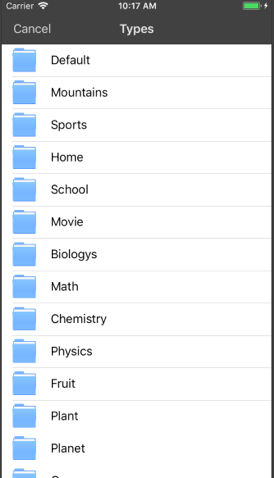 Carrier 10:17 AM
Cancel Types
Default
Mountains
Sports
Home
School
Movie
Biologys
Math
Chemistry
Physics
Fruit
Plant
Planet